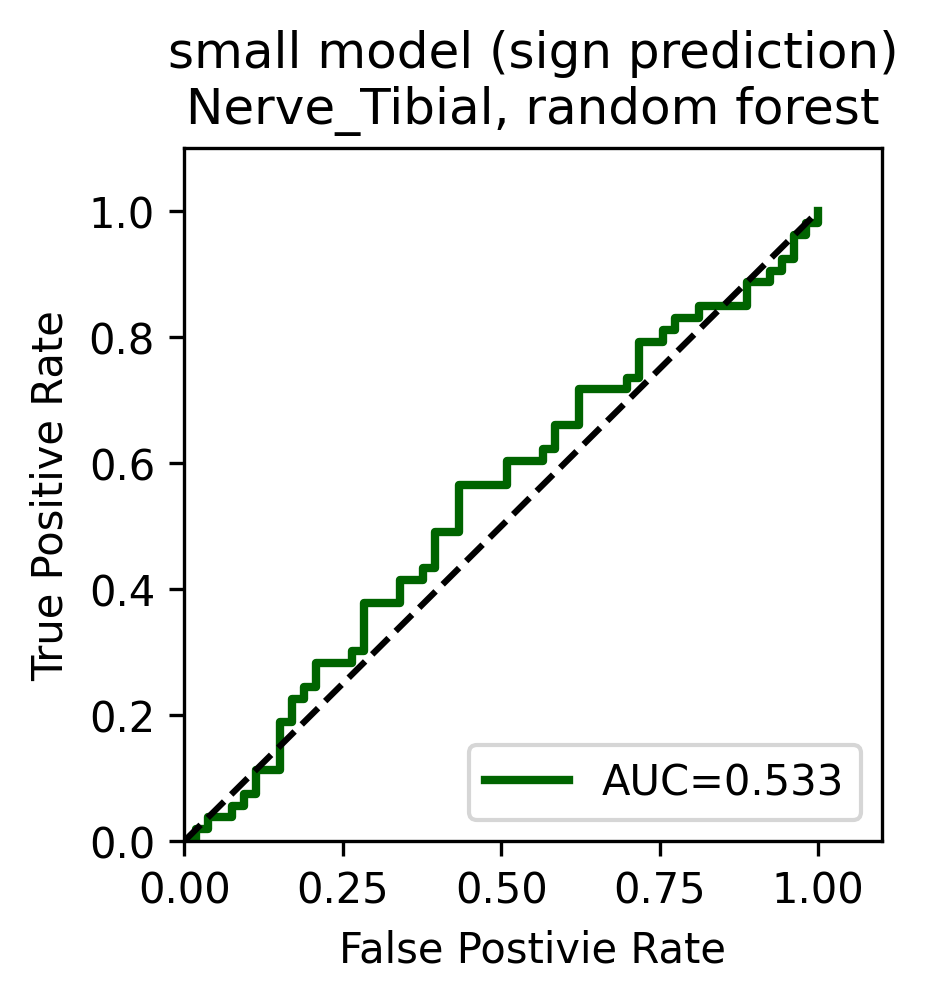 small model (sign prediction)
Nerve_Tibial, random forest
1.0
0.8
0.6
0.4
0.2
0.0
True Positive Rate
AUC=0.533
0.00 0.25 0.50 0.75 1.00
False Postivie Rate